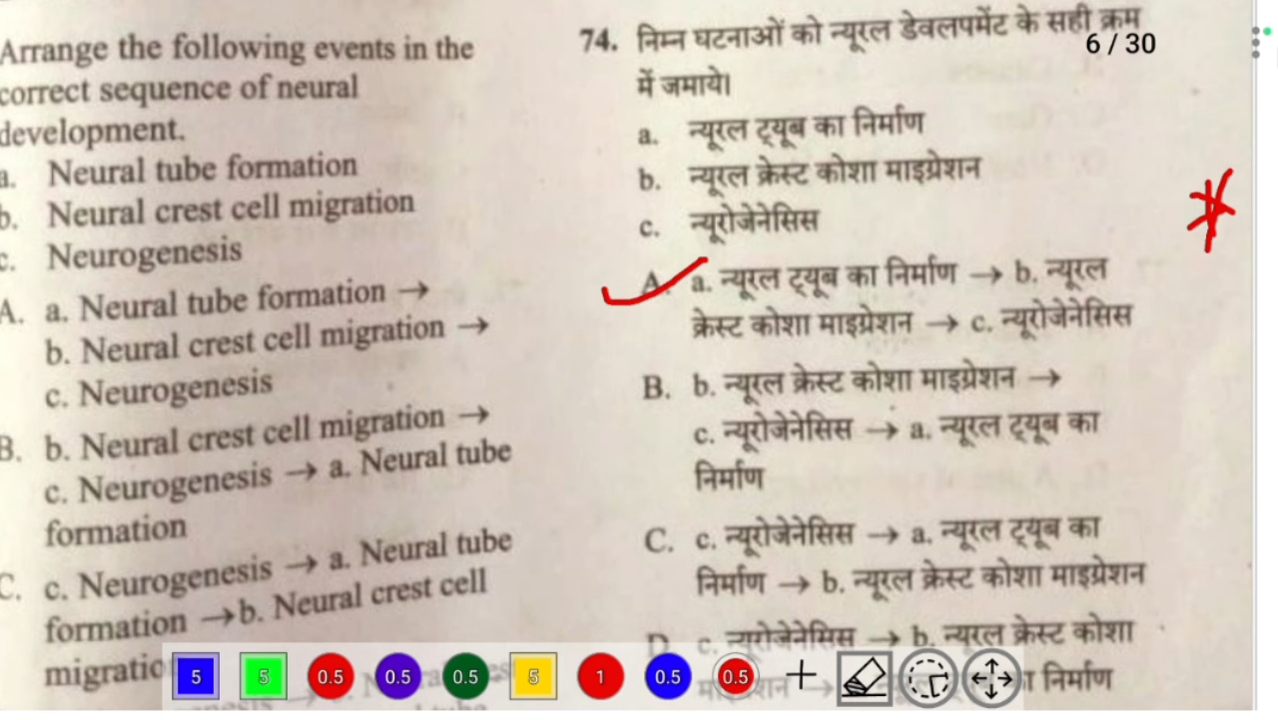 Arrange the following events in the
correct sequence of neural
development.
a. Neural tube formation
b. Neural crest cell migration
c. Neurogenesis
A. a. Neural tube formation →
b. Neural crest cell migration →
c. Neurogenesis
B. b. Neural crest cell migration →
c. Neurogenesis → a. Neural tube
formation
C. c. Neurogenesis → a. Neural tube
formation →b. Neural crest cell
migratio
74. निम्न घटनाओं को न्यूरल डेवलपमेंट के सही क्रम
6 / 30
में जमाये।
a. न्यूरल ट्यूब का निर्माण
b. न्यूरल क्रेस्ट कोशा माइग्रेशन
c. न्यूरोजेनेसिस
A. a. न्यूरल ट्यूब का निर्माण → b. न्यूरल
क्रेस्ट कोशा माइग्रेशन → c. न्यूरोजेनेसिस
B. b. न्यूरल क्रेस्ट कोशा माइग्रेशन →
c. न्यूरोजेनेसिस → a. न्यूरल ट्यूब का
निर्माण
C. c. न्यूरोजेनेसिस → a. न्यूरल ट्यूब का
निर्माण → b. न्यूरल क्रेस्ट कोशा माइग्रेशन
D. c. न्यूरोजेनेसिस → b. न्यूरल क्रेस्ट कोशा
निर्माण
5 5 0.5 0.5 0.5 5 1 0.5 0.5